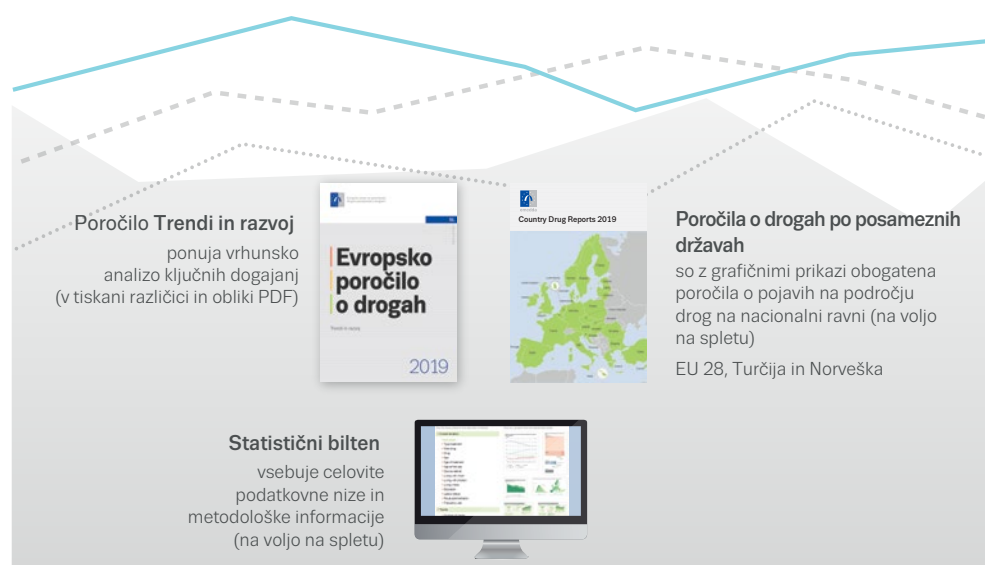 Poročilo Trendi in razvoj
ponuja vrhunsko
analizo ključnih dogajanj
(v tiskani različici in obliki PDF)
Evropsko
poročilo
o drogah
Trendi in razvoj
2019
Country Drug Reports 2019
Poročila o drogah po posameznih
državah
so z grafičnimi prikazi obogatena
poročila o pojavih na področju
drog na nacionalni ravni (na voljo
na spletu)
EU 28, Turčija in Norveška
Statistični bilten
vsebuje celovite
podatkovne nize in
metodološke informacije
(na voljo na spletu)